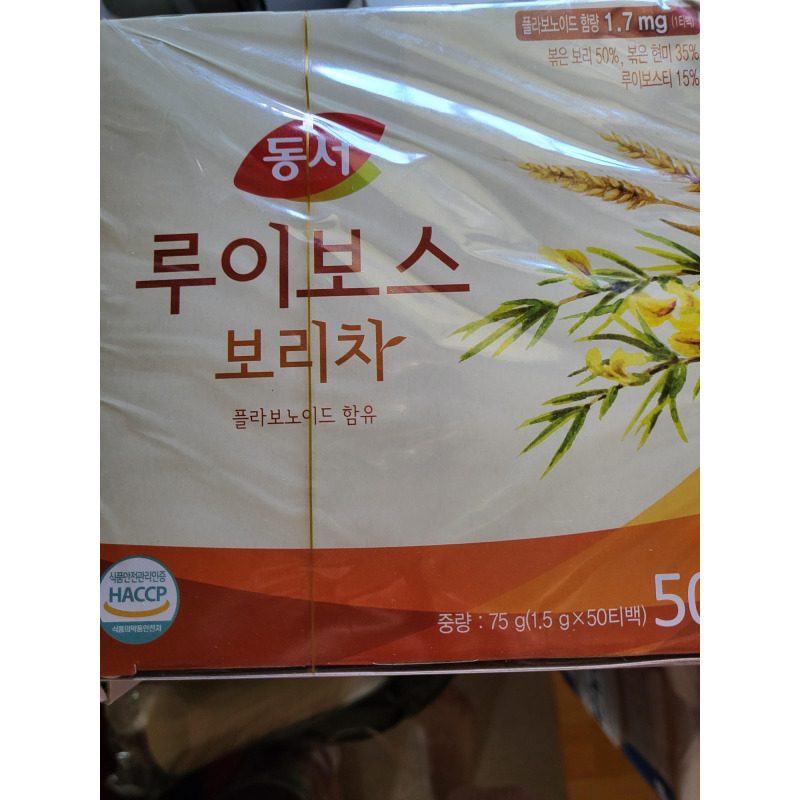 플라보노이드 함량 1.7 mg (1티백)
볶은 보리 50%, 볶은 현미 35%
루이보스티 15%
동서
루이보스
보리차
플라보노이드 함유
식품안전관리인증
HACCP
식품의약품안전처
중량 : 75 g(1.5 g×50티백) 50